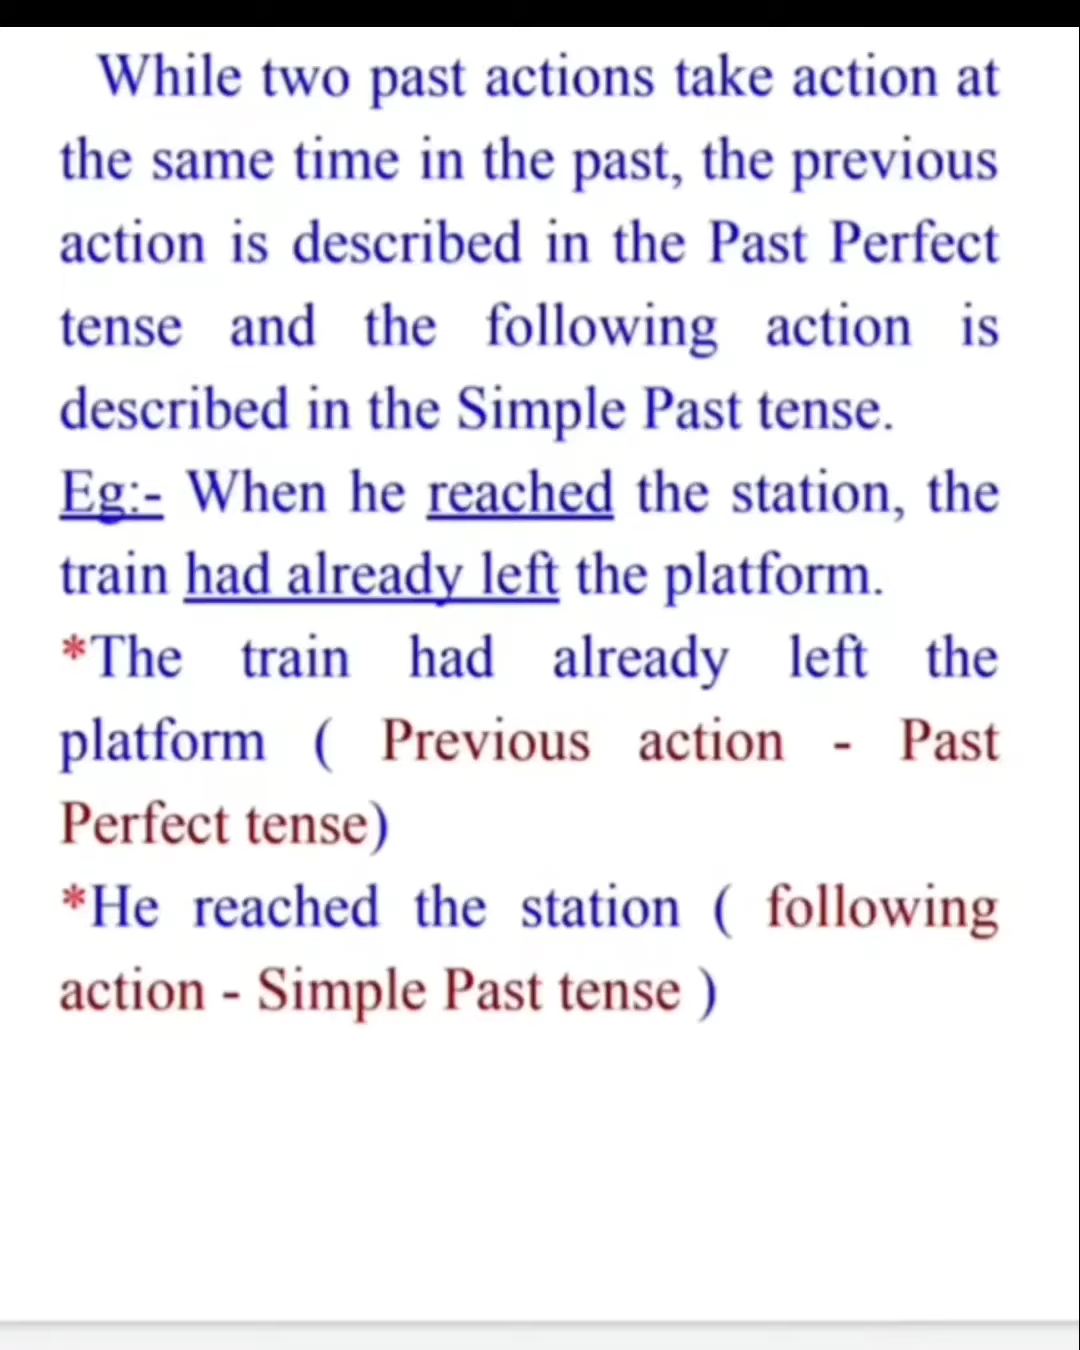 While two past actions take action at
the same time in the past, the previous
action is described in the Past Perfect
tense and the following action is
described in the Simple Past tense.
Eg:- When he reached the station, the
train had already left the platform.
*The train had already left the
platform ( Previous action - Past
Perfect tense)
*He reached the station ( following
action - Simple Past tense )